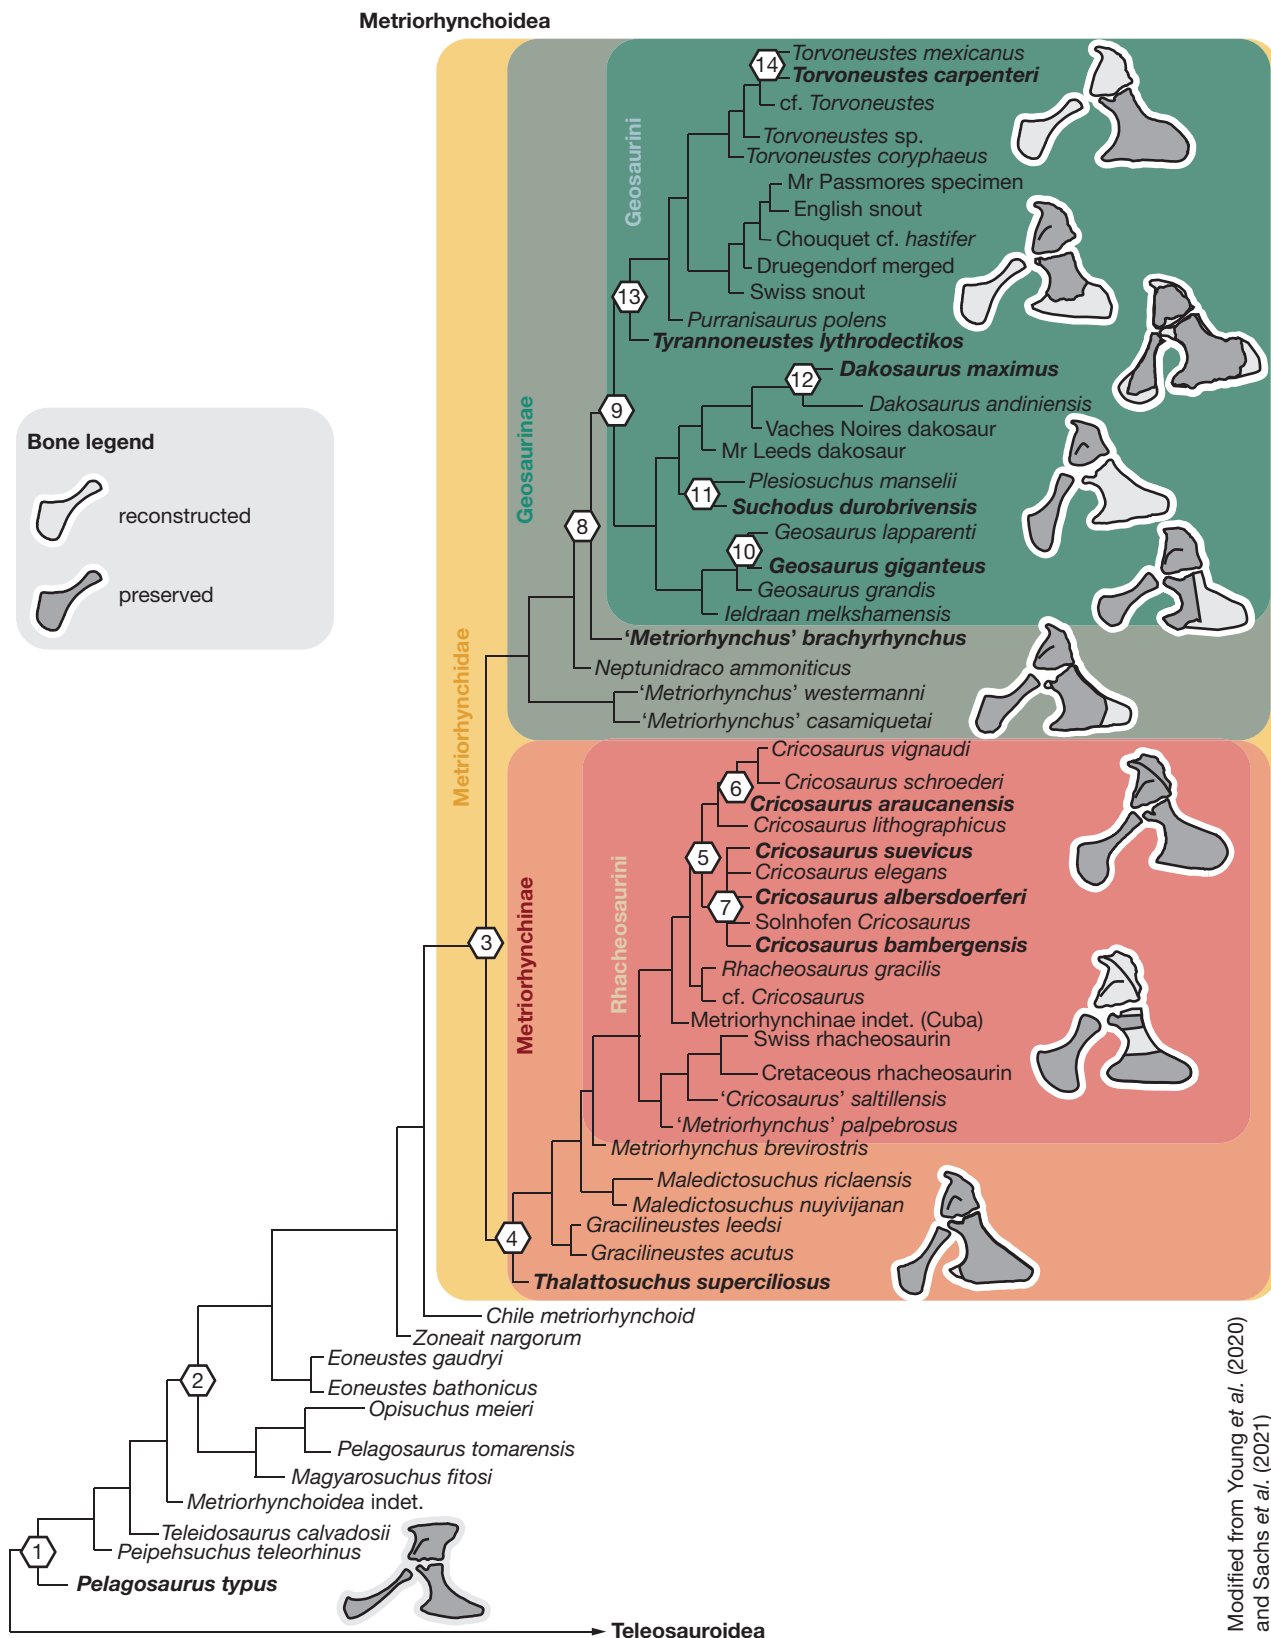 Metriorhynchoidea
Torvoneustes mexicanus
14
Torvoneustes carpenteri
cf. Torvoneustes
Geosaurini
Torvoneustes sp.
Torvoneustes coryphaeus
Mr Passmores specimen
English snout
Chouquet cf. hastifer
Druegendorf merged
Swiss snout
13
Purranisaurus polens
Tyrannoneustes lythrodectikos
Dakosaurus maximus
12
Dakosaurus andiniensis
9
Vaches Noires dakosaur
Mr Leeds dakosaur
Geosaurinae
Plesiosuchus manselii
11
Suchodus durobrivensis
8
Geosaurus lapparenti
10
Geosaurus giganteus
Geosaurus grandis
Ieldraan melkshamensis
‘Metriorhynchus’ brachyrhynchus
Neptunidraco ammoniticus
‘Metriorhynchus’ westermanni
‘Metriorhynchus’ casamiquetai
Bone legend
reconstructed
preserved
Metriorhynchidae
Cricosaurus vignaudi
Cricosaurus schroederi
6
Cricosaurus araucanensis
Cricosaurus lithographicus
Cricosaurus suevicus
5
Cricosaurus elegans
Cricosaurus albersdoerferi
7
Solnhofen Cricosaurus
Cricosaurus bambergensis
3
Rhacheosaurini
Metriorhynchinae
Rhacheosaurus gracilis
cf. Cricosaurus
Metriorhynchinae indet. (Cuba)
Swiss rhacheosaurin
Cretaceous rhacheosaurin
‘Cricosaurus’ saltillensis
‘Metriorhynchus’ palpebrosus
Metriorhynchus brevirostris
Maledictosuchus riclaensis
Maledictosuchus nuyivijanan
Gracilineustes leedsi
4
Gracilineustes acutus
Thalattosuchus superciliosus
Chile metriorhynchoid
Zoneait nargorum
Eoneustes gaudryi
2
Eoneustes bathonicus
Opisuchus meieri
Pelagosaurus tomarensis
Magyarosuchus fitosi
Metriorhynchoidea indet.
Teleidosaurus calvadosii
1
Peipehsuchus teleorhinus
Pelagosaurus typus
Teleosauroidea
Modified from Young et al. (2020)
and Sachs et al. (2021)